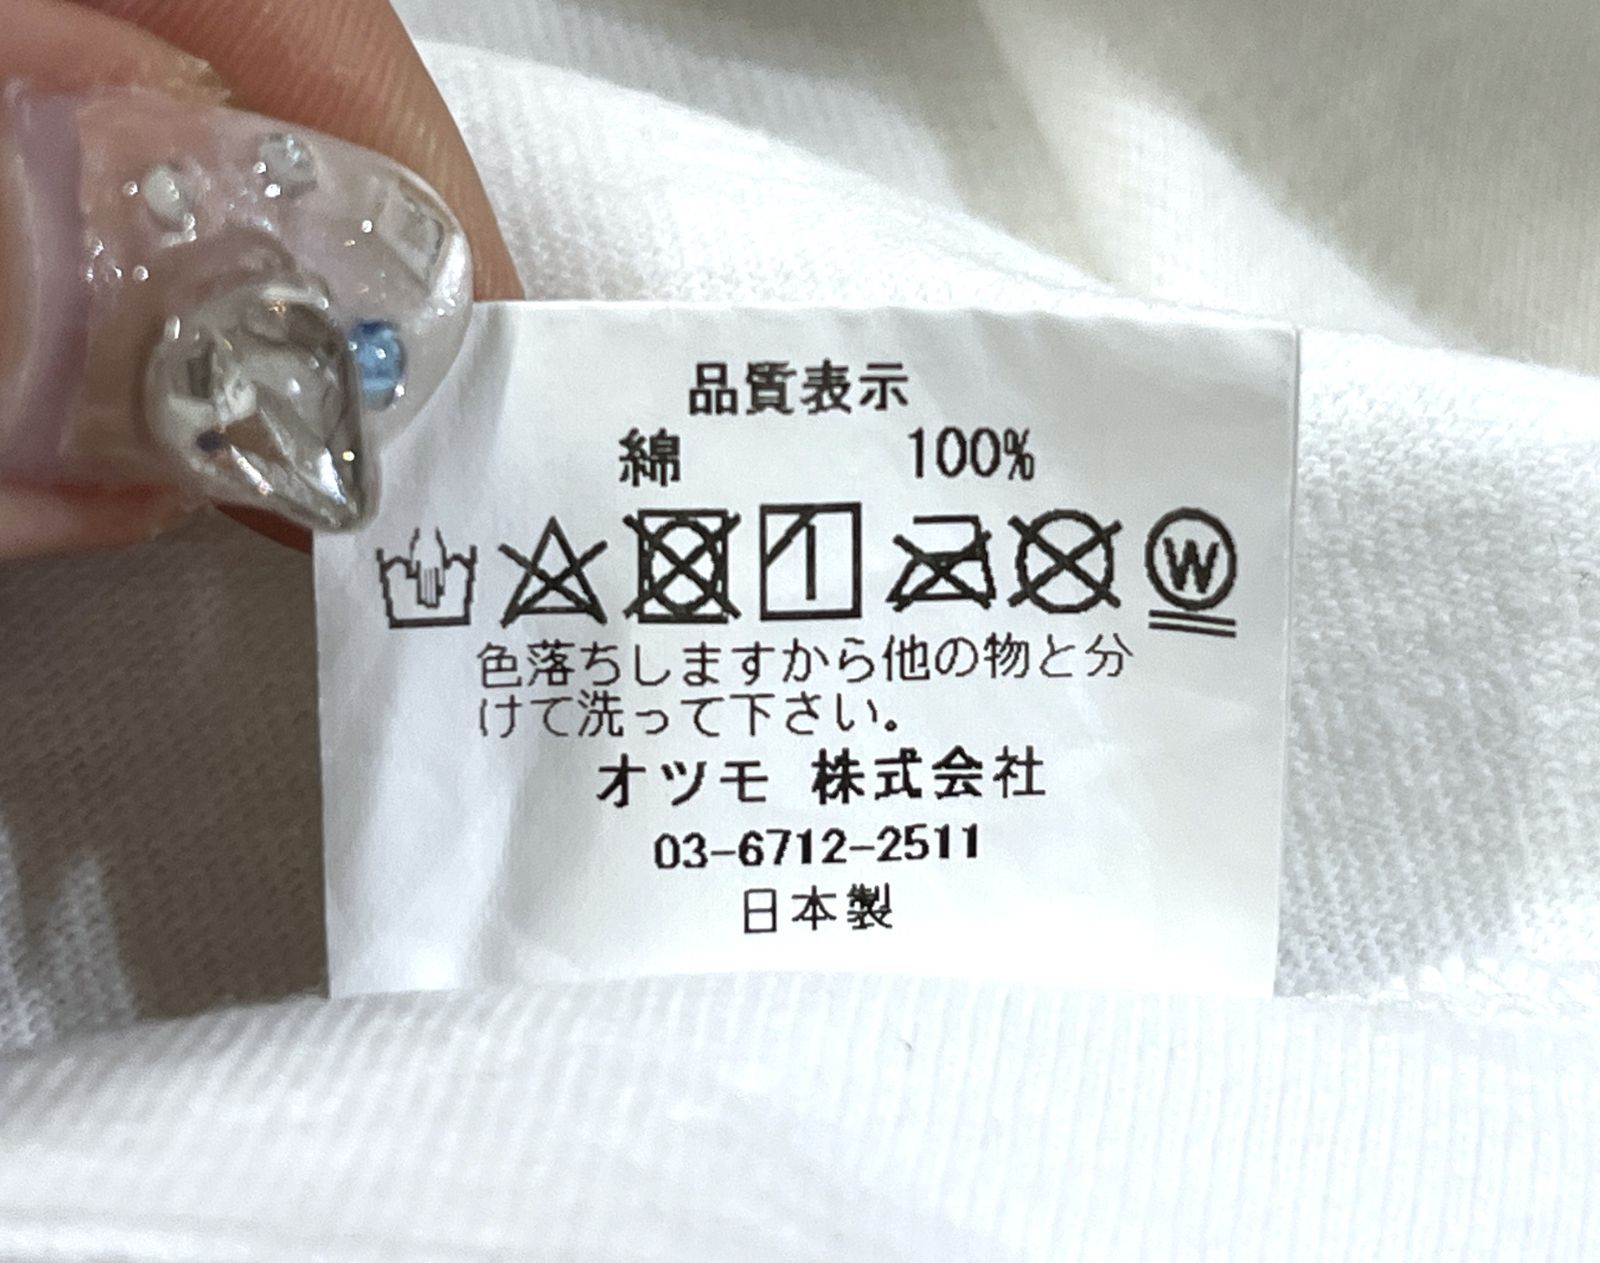 品質表示
綿 100%
W
色落ちしますから他の物と分
けて洗って下さい。
オツモ 株式会社
03-6712-2511
日本製